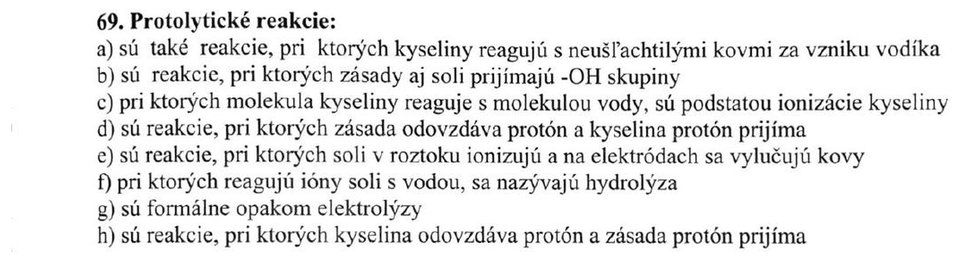 69. Protolytické reakcie:
a) sú také reakcie, pri ktorých kyseliny reagujú s neušľachtilými kovmi za vzniku vodíka
b) sú reakcie, pri ktorých zásady aj soli prijímajú -OH skupiny
c) pri ktorých molekula kyseliny reaguje s molekulou vody, sú podstatou ionizácie kyseliny
d) sú reakcie, pri ktorých zásada odovzdáva protón a kyselina protón prijíma
e) sú reakcie, pri ktorých soli v roztoku ionizujú a na elektródach sa vylučujú kovy
f) pri ktorých reagujú ióny soli s vodou, sa nazývajú hydrolýza
g) sú formálne opakom elektrolýzy
h) sú reakcie, pri ktorých kyselina odovzdáva protón a zásada protón prijíma